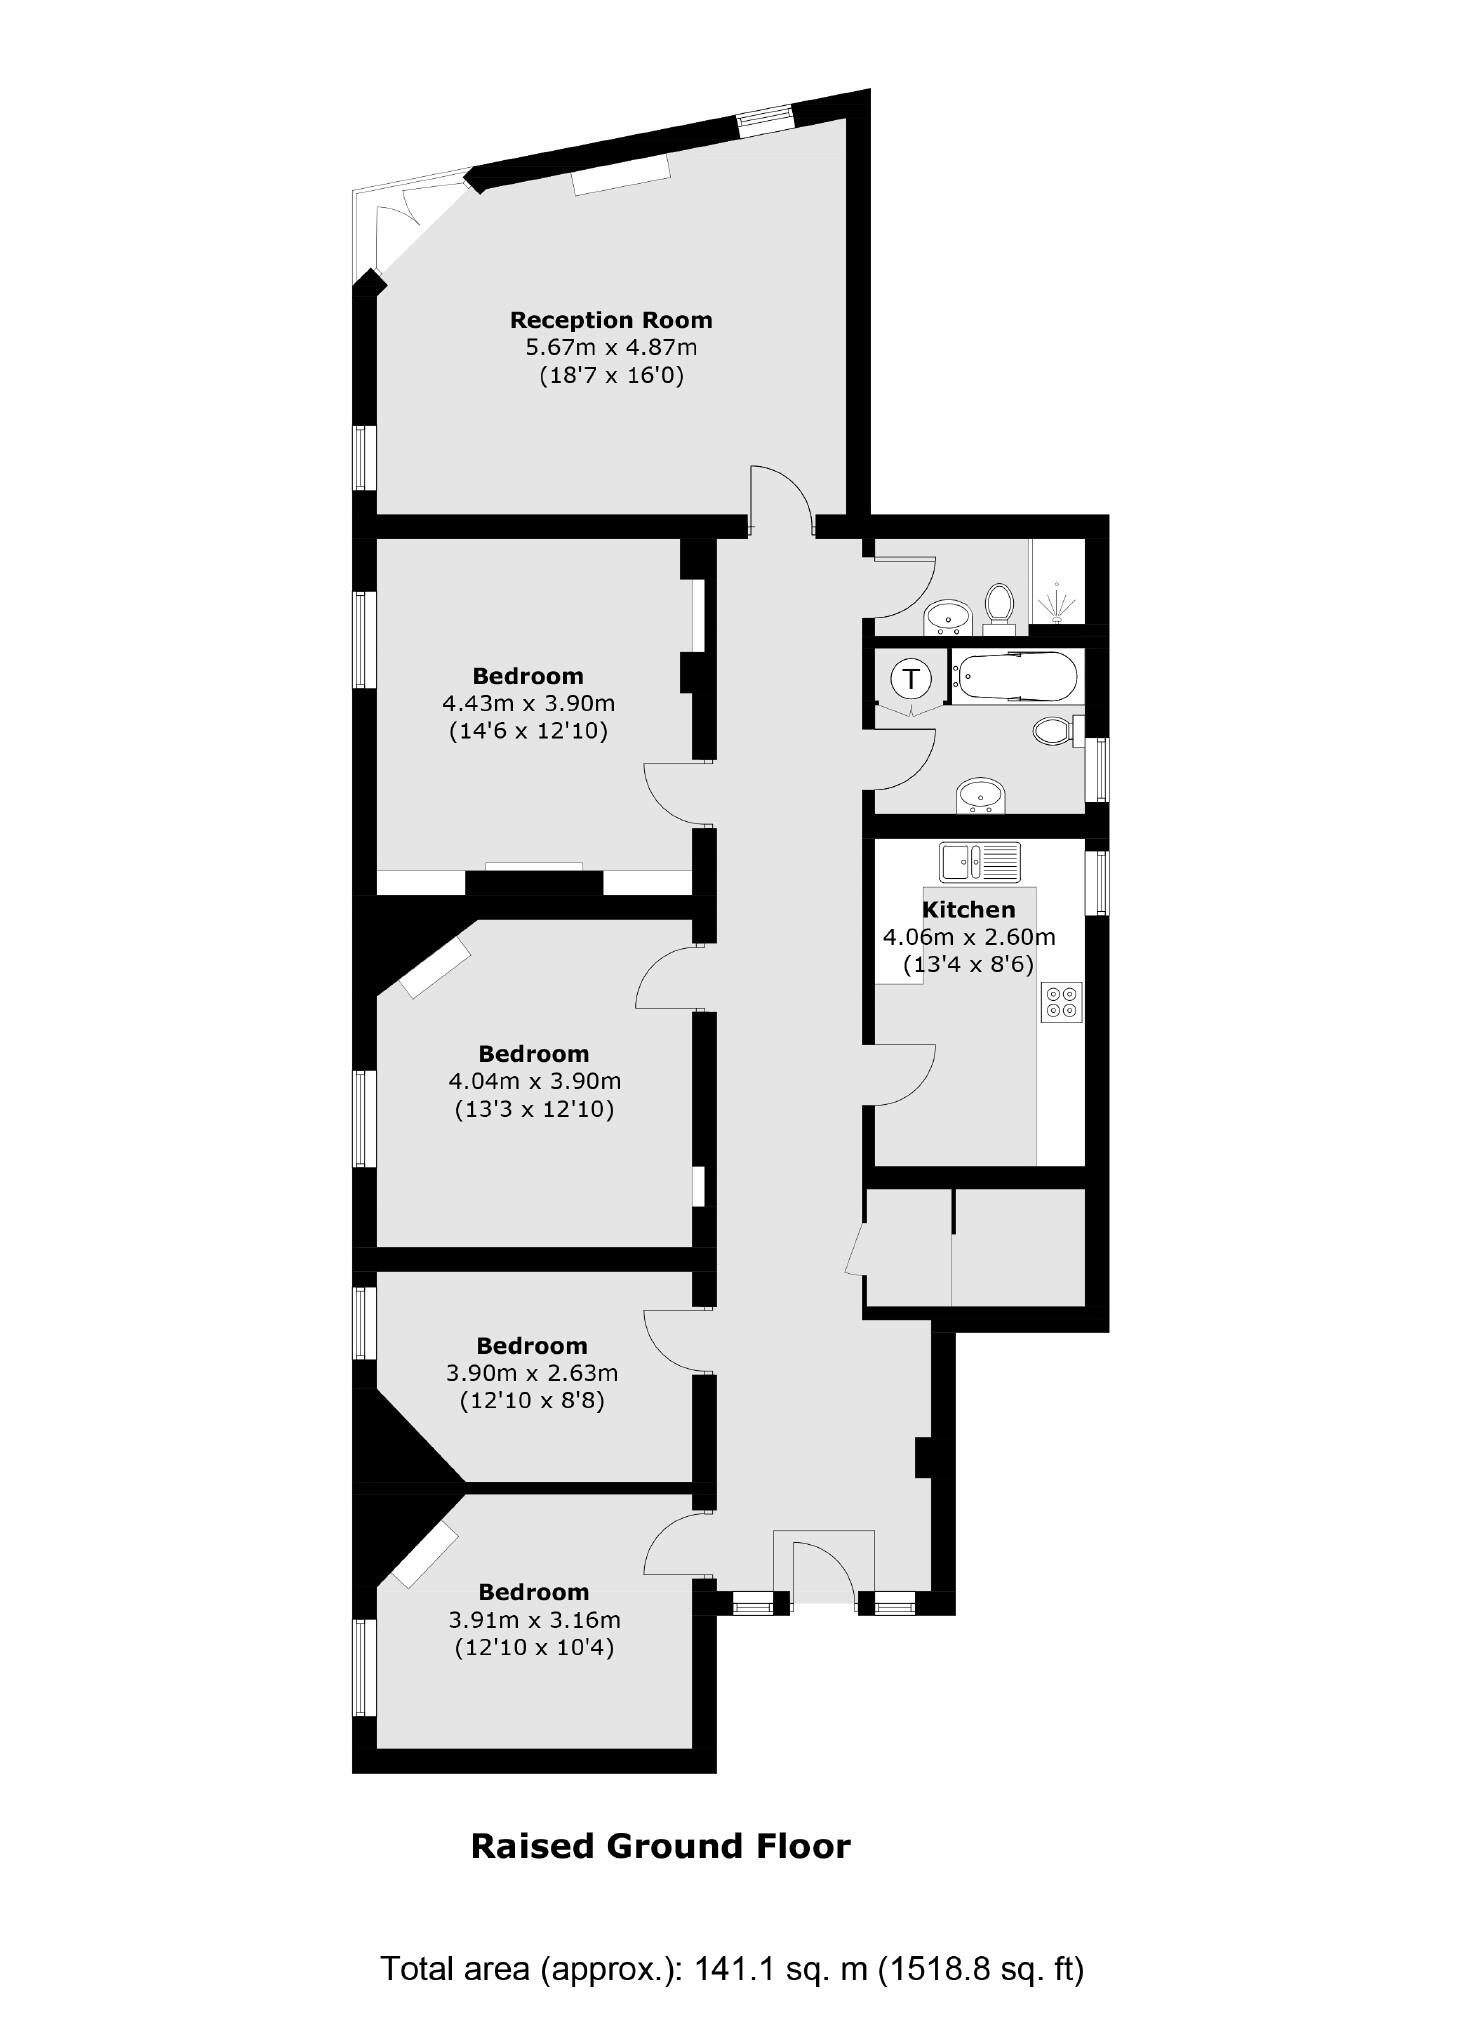 Reception Room
5.67m x 4.87m
(18'7 x 16'0)
Bedroom
4.43m x 3.90m
(14'6 x 12'10)
T
Kitchen
4.06m x 2.60m
(13'4 x 8'6)
Bedroom
4.04m x 3.90m
(13'3 x 12'10)
Bedroom
3.90m x 2.63m
(12'10 x 8'8)
Bedroom
3.91m x 3.16m
(12'10 x 10'4)
Raised Ground Floor
Total area (approx.): 141.1 sq. m (1518.8 sq. ft)